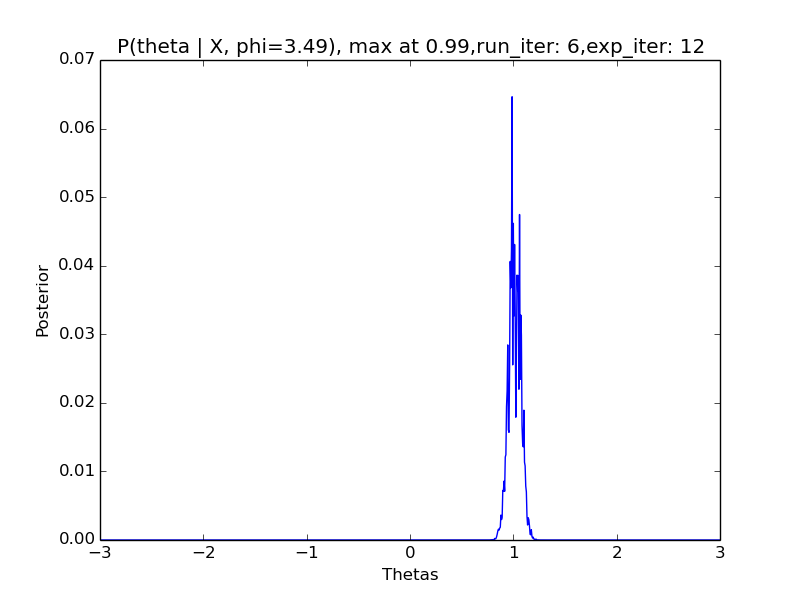 P(theta | X, phi=3.49), max at 0.99,run_iter: 6,exp_iter: 12
0.07
0.06
0.05
0.04
0.03
0.02
0.01
0.00
Posterior
−3 −2 −1 0 1 2 3
Thetas